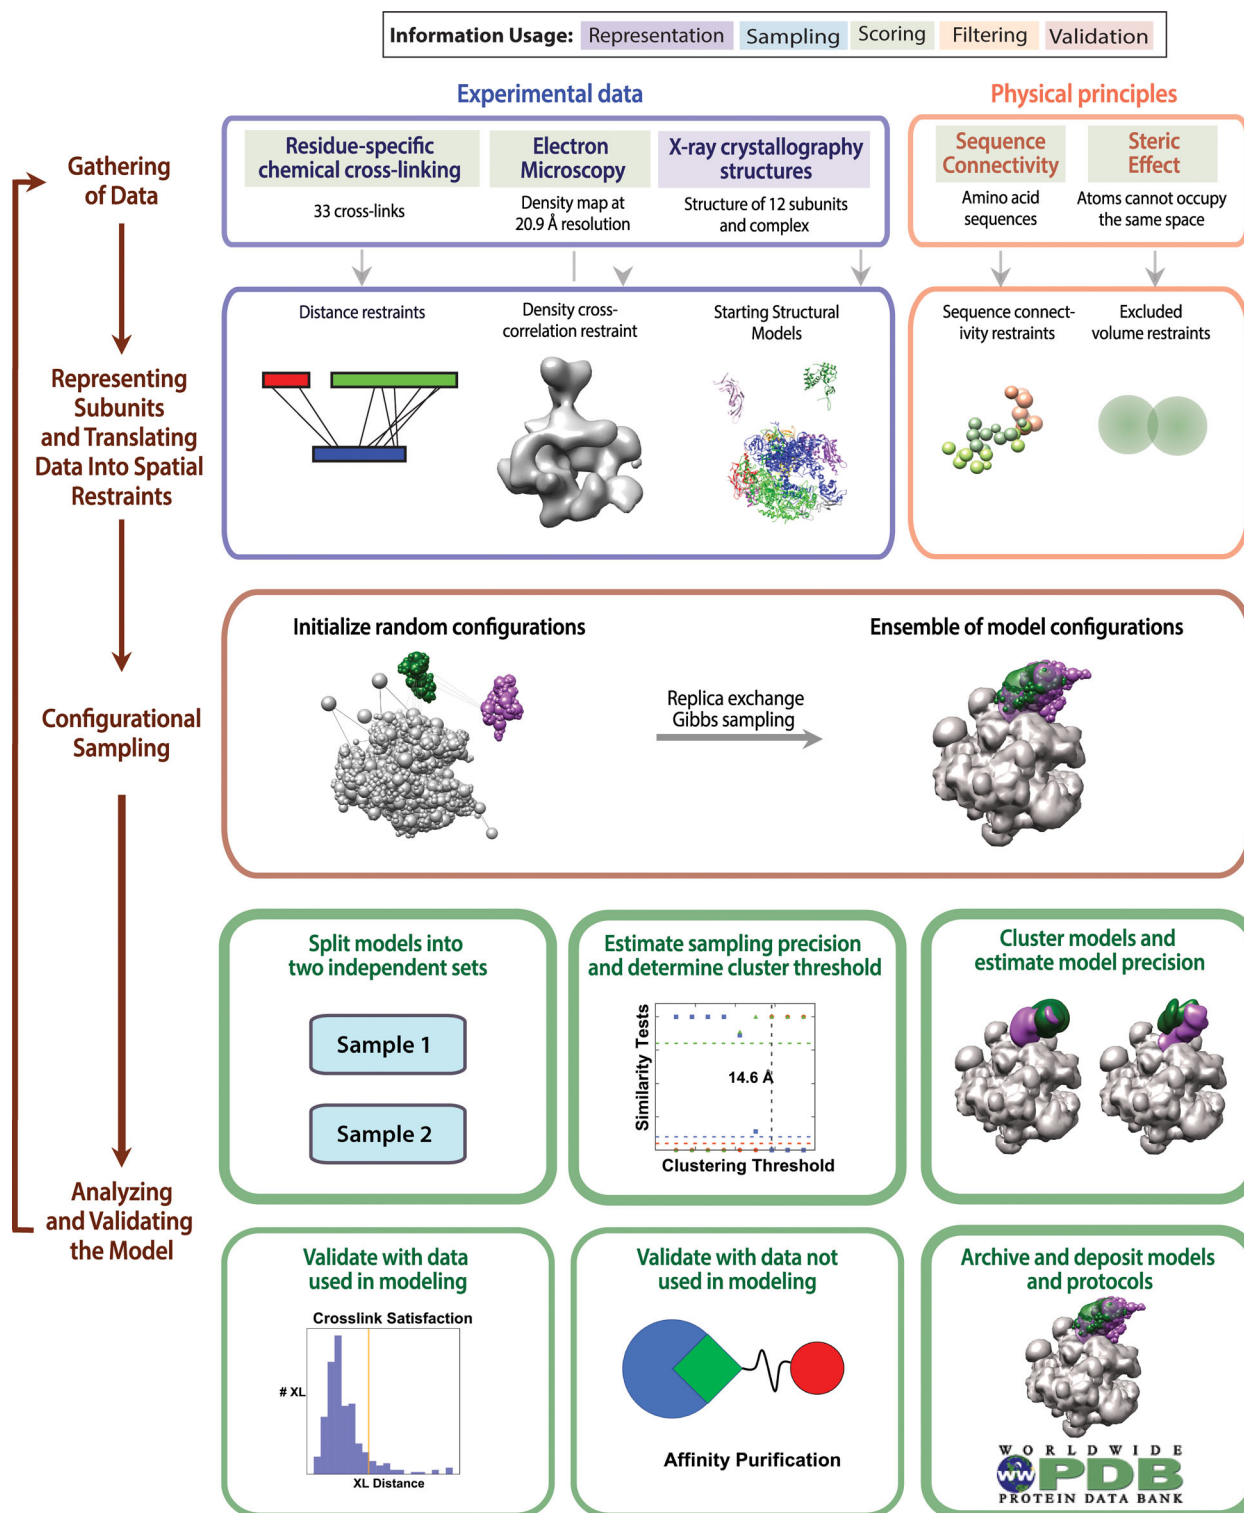 Information Usage: Representation Sampling Scoring Filtering Validation
Experimental data
Physical principles
Gathering
of Data
Residue-specific
chemical cross-linking
33 cross-links
Electron
Microscopy
Density map at
20.9 Å resolution
X-ray crystallography
structures
Structure of 12 subunits
and complex
Sequence
Connectivity
Amino acid
sequences
Steric
Effect
Atoms cannot occupy
the same space
Representing
Subunits
and Translating
Data Into Spatial
Restraints
Distance restraints
Density cross-
correlation restraint
Starting Structural
Models
Sequence connect-
ivity restraints
Excluded
volume restraints
Configurational
Sampling
Initialize random configurations
Replica exchange
Gibbs sampling
Ensemble of model configurations
Analyzing
and Validating
the Model
Split models into
two independent sets
Sample 1
Sample 2
Estimate sampling precision
and determine cluster threshold
Similarity Tests
14.6 Å
Clustering Threshold
Cluster models and
estimate model precision
Validate with data
used in modeling
Crosslink Satisfaction
# XL
XL Distance
Validate with data not
used in modeling
Affinity Purification
Archive and deposit models
and protocols
WORLDWIDE
ww PDB
PROTEIN DATA BANK